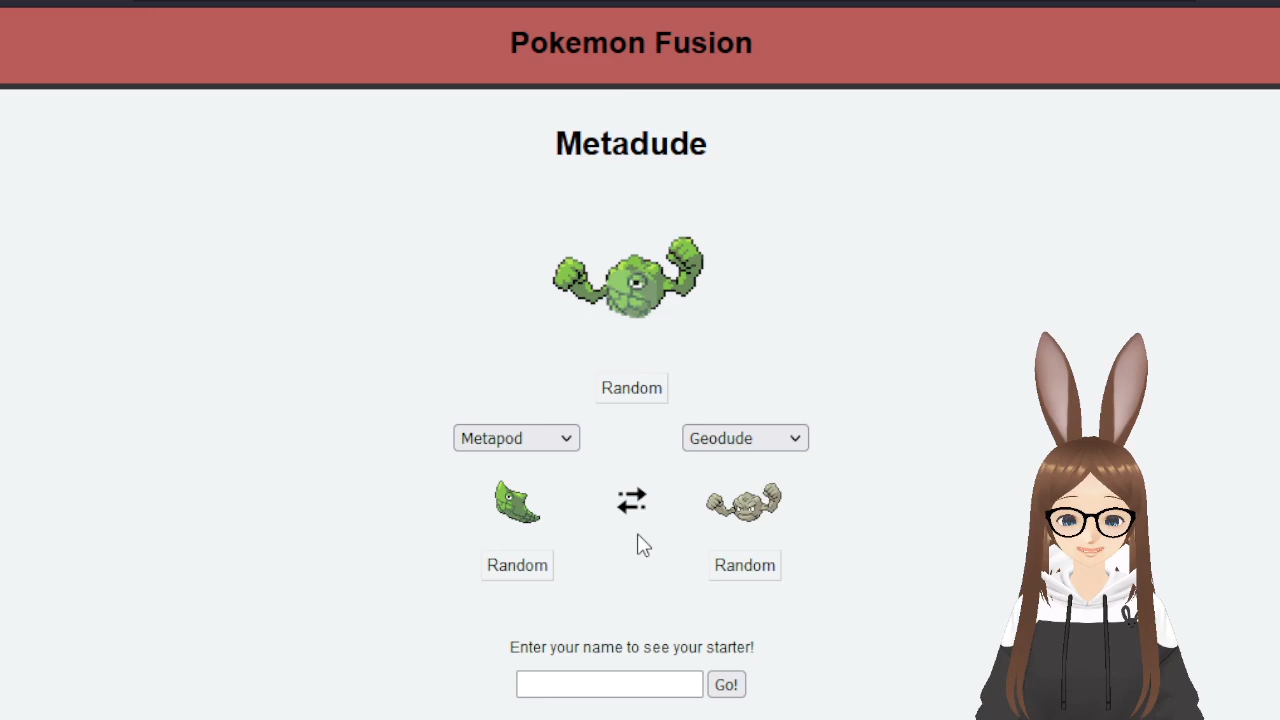 Pokemon Fusion
Metadude
Random
Metapod
Geodude
Random
Random
Enter your name to see your starter!
Go!